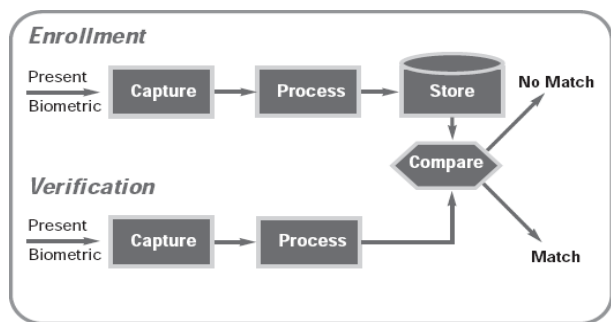 Enrollment
Present
Biometric
Capture
Process
Store
No Match
Compare
Verification
Present
Biometric
Capture
Process
Match